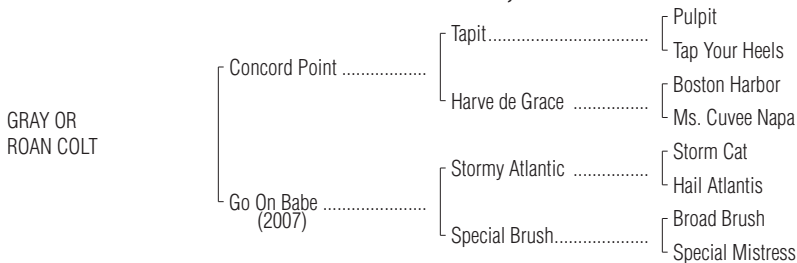 Pulpit
Tapit................................
Tap Your Heels
Concord Point ...................
Boston Harbor
Harve de Grace ...............
Ms. Cuvee Napa
GRAY OR
ROAN COLT
Storm Cat
Stormy Atlantic ...............
Hail Atlantis
Go On Babe .....................
(2007)
Broad Brush
Special Brush...................
Special Mistress